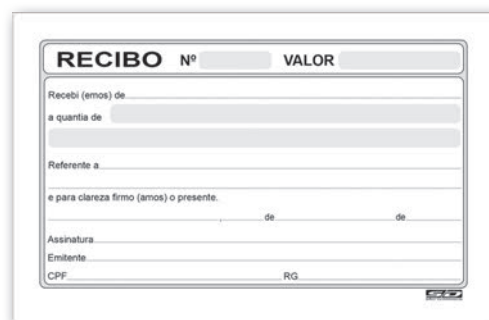 RECIBO Nº VALOR
Recebi (emos) de
a quantia de
Referente a
e para clareza firmo (amos) o presente.
, de de
Assinatura
Emitente
CPF RG
SD